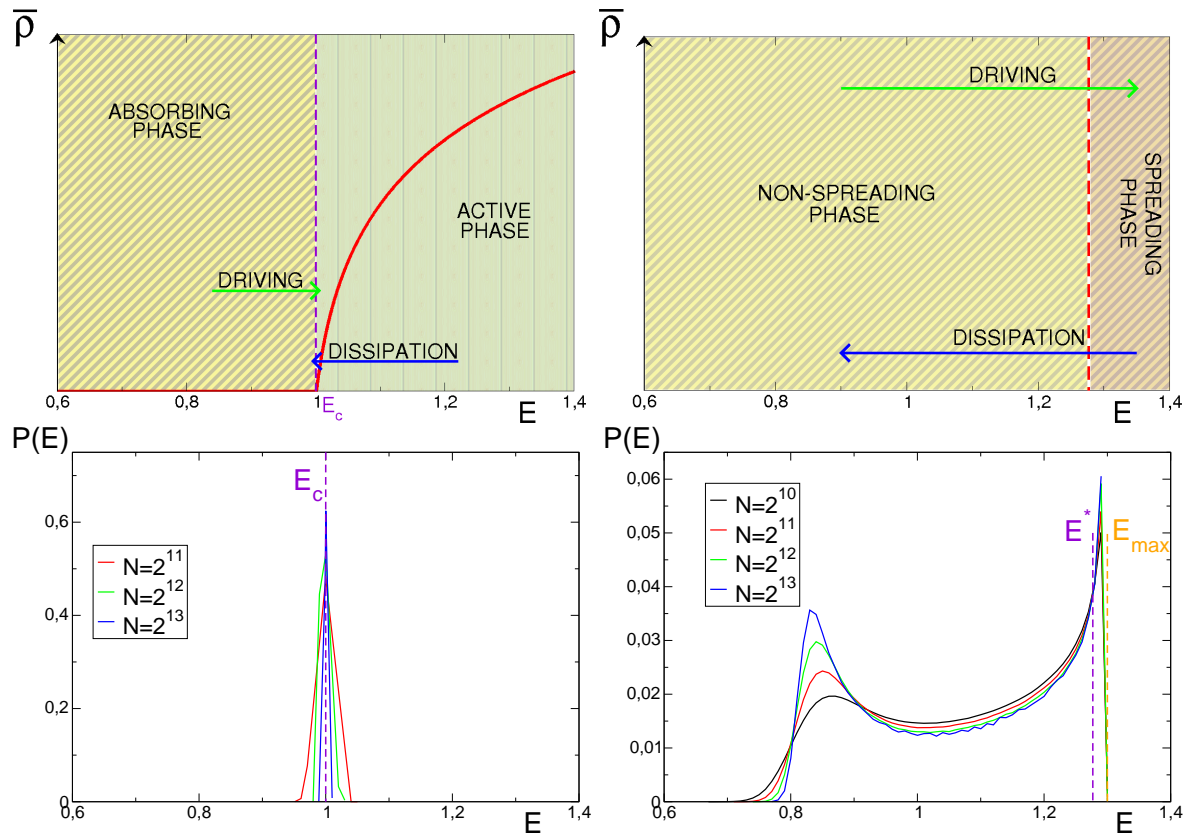 ρ̅
ABSORBING
PHASE
ACTIVE
PHASE
DRIVING
DISSIPATION
0,6
0,8
1
E_c
1,2
E
1,4
ρ̅
DRIVING
NON-SPREADING
PHASE
SPREADING
PHASE
DISSIPATION
0,6
0,8
1
1,2
E
1,4
P(E)
E_c
0,6
0,4
0,2
0
N=2^11
N=2^12
N=2^13
0,6
0,8
1
1,2
E
1,4
P(E)
0,06
0,05
0,04
0,03
0,02
0,01
0
N=2^10
N=2^11
N=2^12
N=2^13
E^*
E_max
0,6
0,8
1
1,2
E
1,4